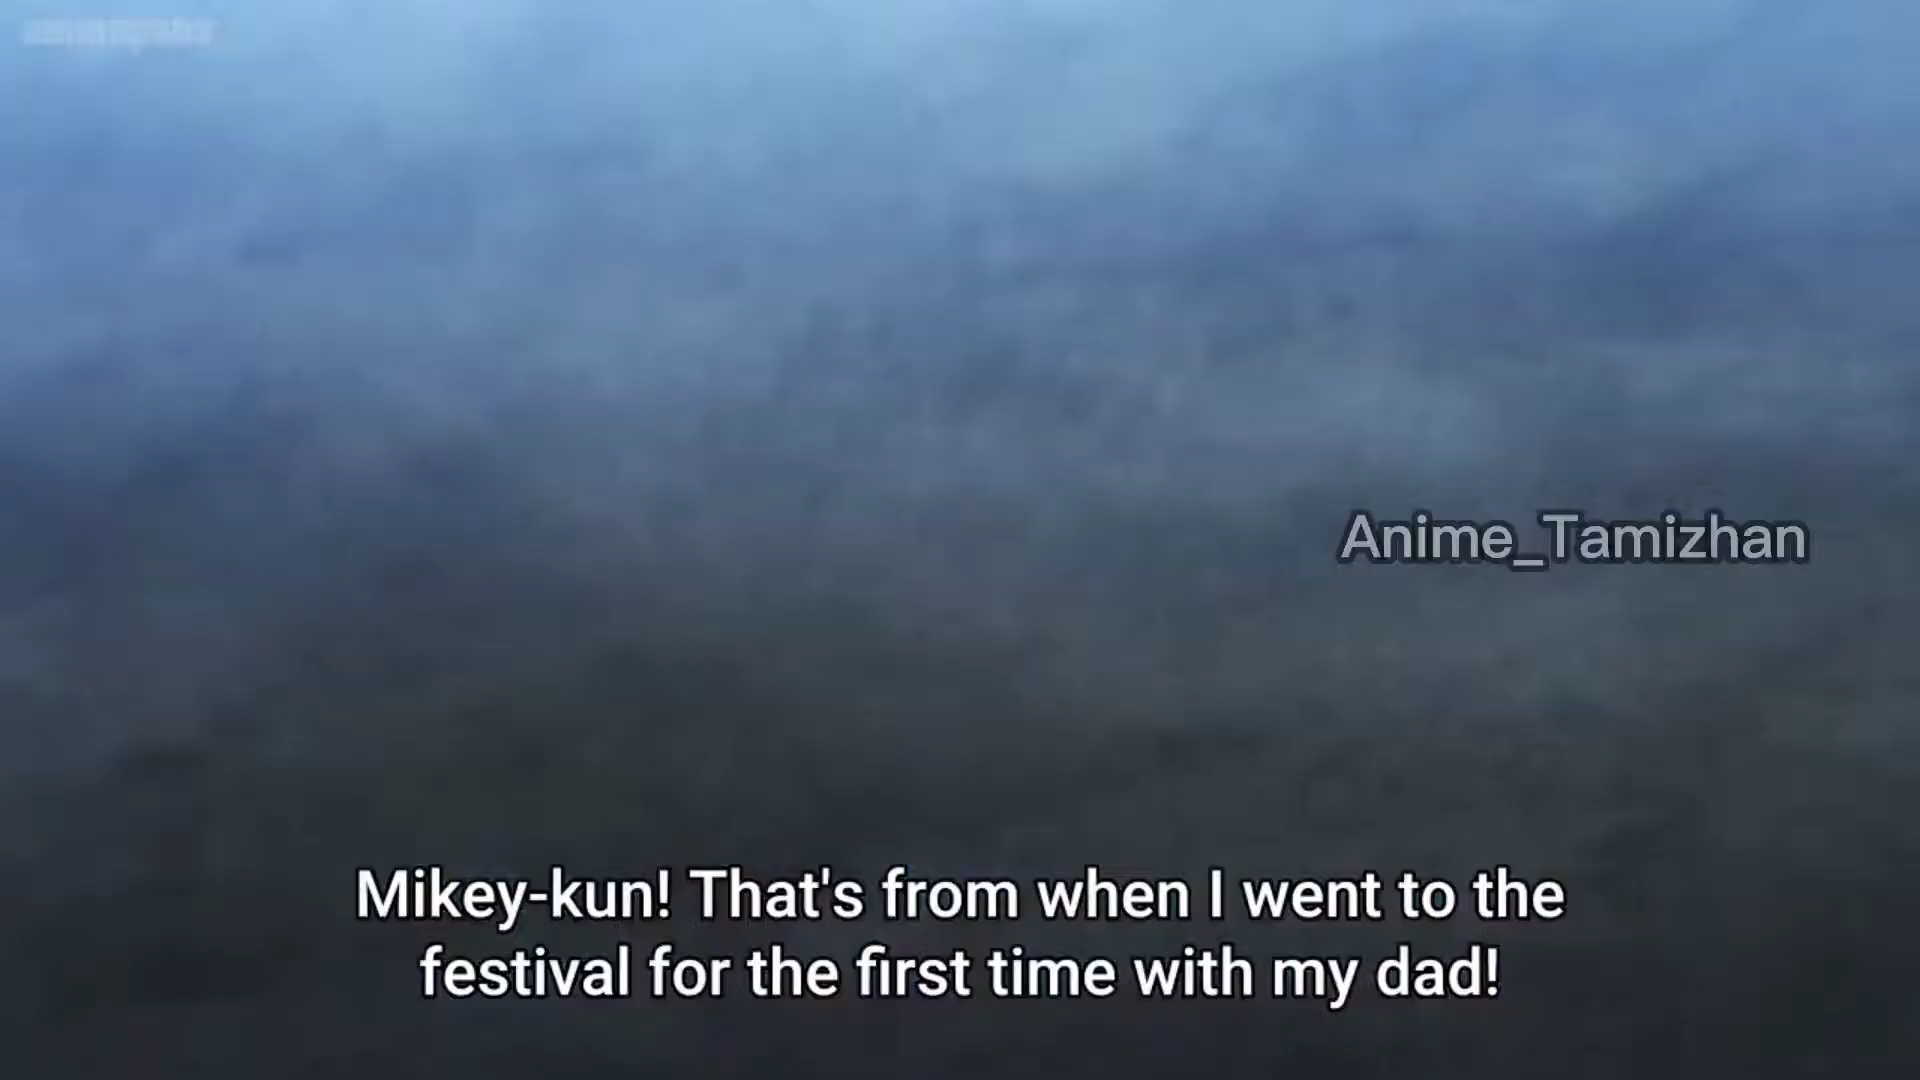 Anime_Tamizhan
Mikey-kun! That's from when I went to the
festival for the first time with my dad!